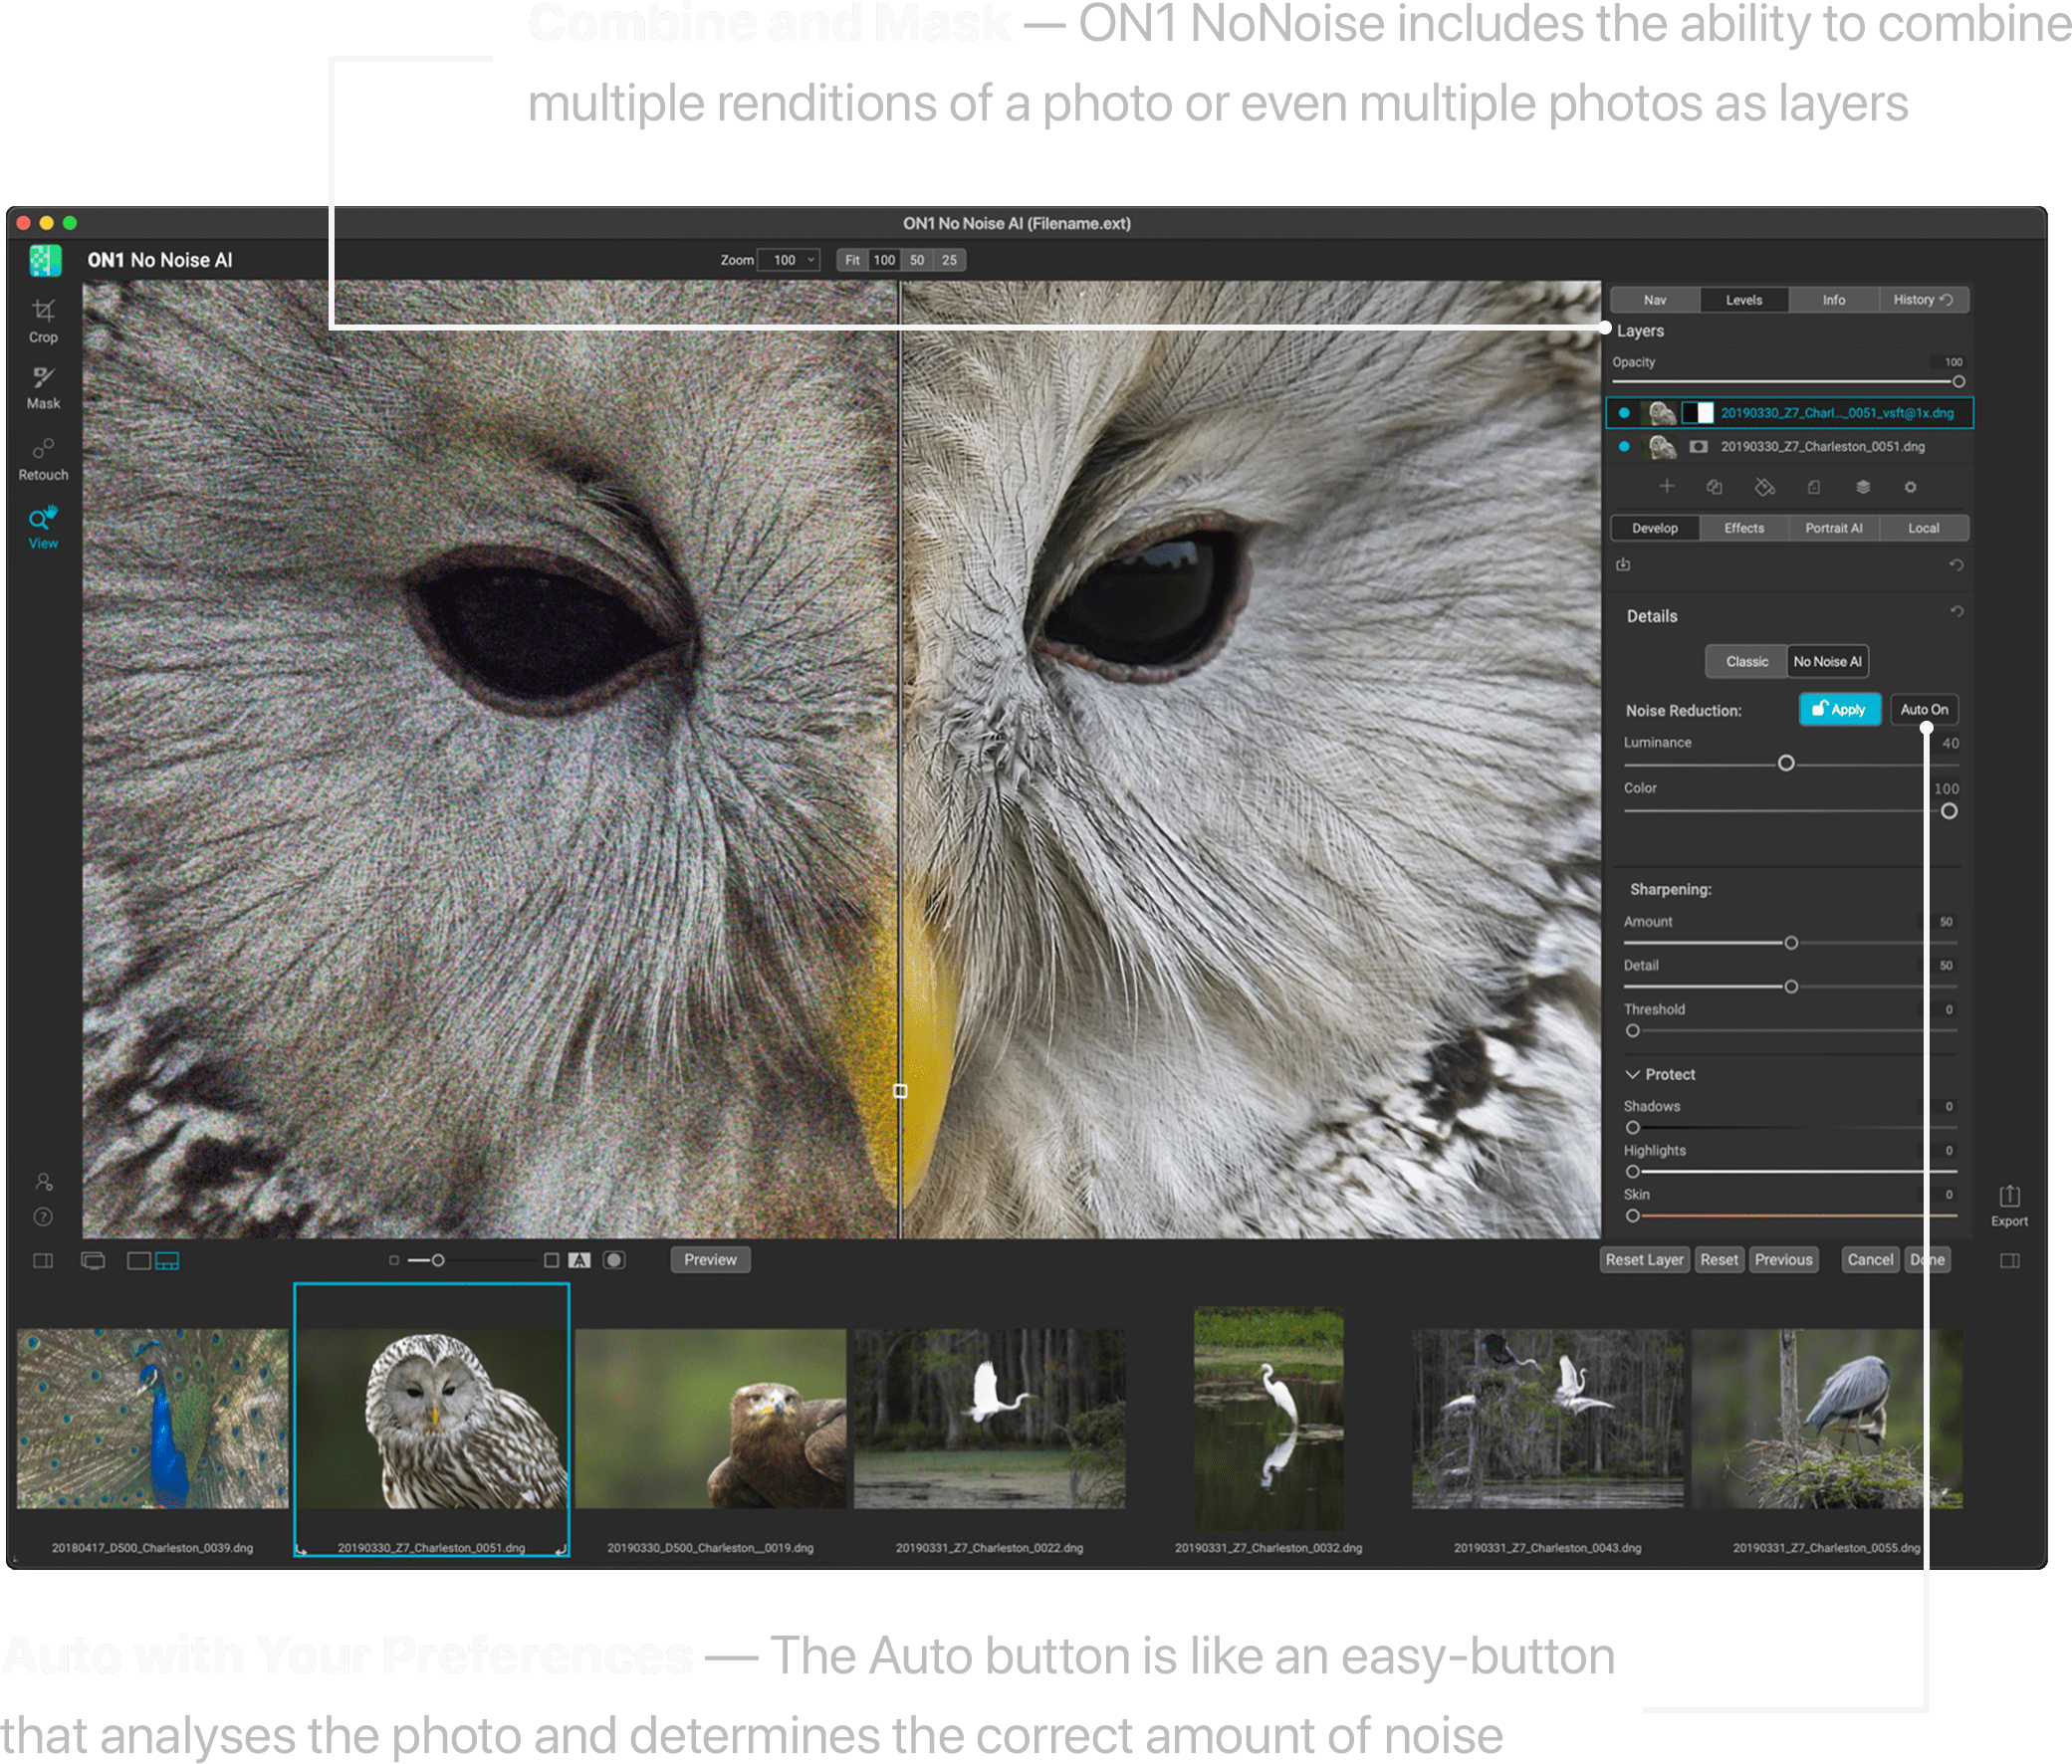 Combine and Mask — ON1 NoNoise includes the ability to combine
multiple renditions of a photo or even multiple photos as layers
ON1 No Noise AI (Filename.ext)
ON1 No Noise AI
Zoom 100 Fit 100 50 25
Crop
Mask
Retouch
View
Nav Levels Info History
Layers
Opacity 100
20190330_Z7_Charl..._0051_vsft@1x.dng
20190330_Z7_Charleston_0051.dng
Develop Effects Portrait AI Local
Details
Classic No Noise AI
Noise Reduction: Apply Auto On
Luminance 40
Color 100
Sharpening:
Amount 50
Detail 50
Threshold 0
Protect
Shadows 0
Highlights 0
Skin 0
Export
?
A
Preview
Reset Layer Reset Previous Cancel Done
20180417_D500_Charleston_0039.dng
20190330_Z7_Charleston_0051.dng
20190330_D500_Charleston__0019.dng
20190331_Z7_Charleston_0022.dng
20190331_Z7_Charleston_0032.dng
20190331_Z7_Charleston_0043.dng
20190331_Z7_Charleston_0055.dng
Auto with Your Preferences — The Auto button is like an easy-button
that analyses the photo and determines the correct amount of noise